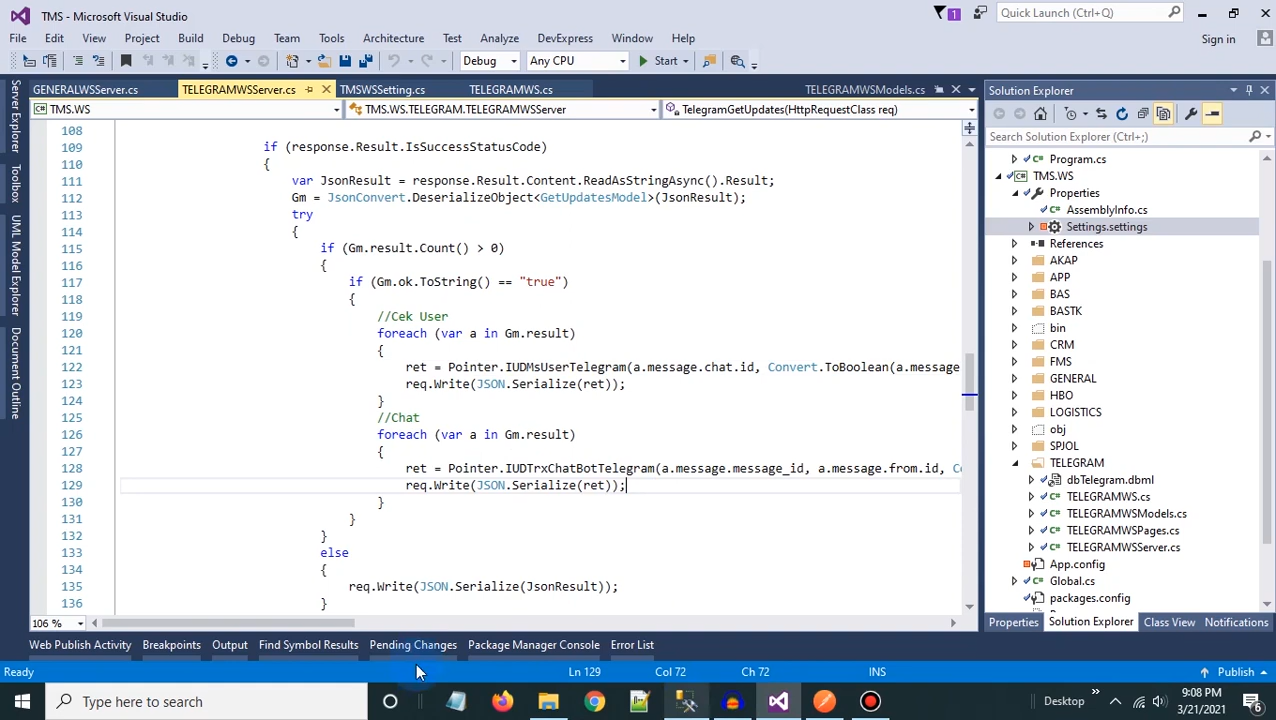 TMS - Microsoft Visual Studio
1
Quick Launch (Ctrl+Q)
File Edit View Project Build Debug Team Tools Architecture Test Analyze DevExpress Window Help
Sign in
Debug Any CPU Start
GENERALWSServer.cs TELEGRAMWSServer.cs TMSWSSetting.cs TELEGRAMWS.cs TELEGRAMWSModels.cs
TMS.WS TMS.WS.TELEGRAM.TELEGRAMWSServer TelegramGetUpdates(HttpRequestClass req)
Server Explorer
Toolbox
UML Model Explorer
Document Outline
108
109 if (response.Result.IsSuccessStatusCode)
110 {
111 var JsonResult = response.Result.Content.ReadAsStringAsync().Result;
112 Gm = JsonConvert.DeserializeObject<GetUpdatesModel>(JsonResult);
113 try
114 {
115 if (Gm.result.Count() > 0)
116 {
117 if (Gm.ok.ToString() == "true")
118 {
119 //Cek User
120 foreach (var a in Gm.result)
121 {
122 ret = Pointer.IUDMsUserTelegram(a.message.chat.id, Convert.ToBoolean(a.message
123 req.Write(JSON.Serialize(ret));
124 }
125 //Chat
126 foreach (var a in Gm.result)
127 {
128 ret = Pointer.IUDTrxChatBotTelegram(a.message.message_id, a.message.from.id, Co
129 req.Write(JSON.Serialize(ret));
130 }
131 }
132 }
133 else
134 {
135 req.Write(JSON.Serialize(JsonResult));
136 }
106 %
Solution Explorer
Search Solution Explorer (Ctrl+;)
Program.cs
TMS.WS
Properties
AssemblyInfo.cs
Settings.settings
References
AKAP
APP
BAS
BASTK
bin
CRM
FMS
GENERAL
HBO
LOGISTICS
obj
SPJOL
TELEGRAM
dbTelegram.dbml
TELEGRAMWS.cs
TELEGRAMWSModels.cs
TELEGRAMWSPages.cs
TELEGRAMWSServer.cs
App.config
Global.cs
packages.config
Properties Solution Explorer Class View Notifications
Web Publish Activity Breakpoints Output Find Symbol Results Pending Changes Package Manager Console Error List
Ready Ln 129 Col 72 Ch 72 INS Publish
Type here to search
Desktop
9:08 PM
3/21/2021
6